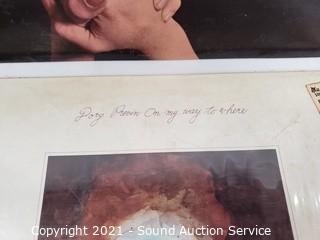 Dory Previn On my way to where
Copyright 2021 - Sound Auction Service